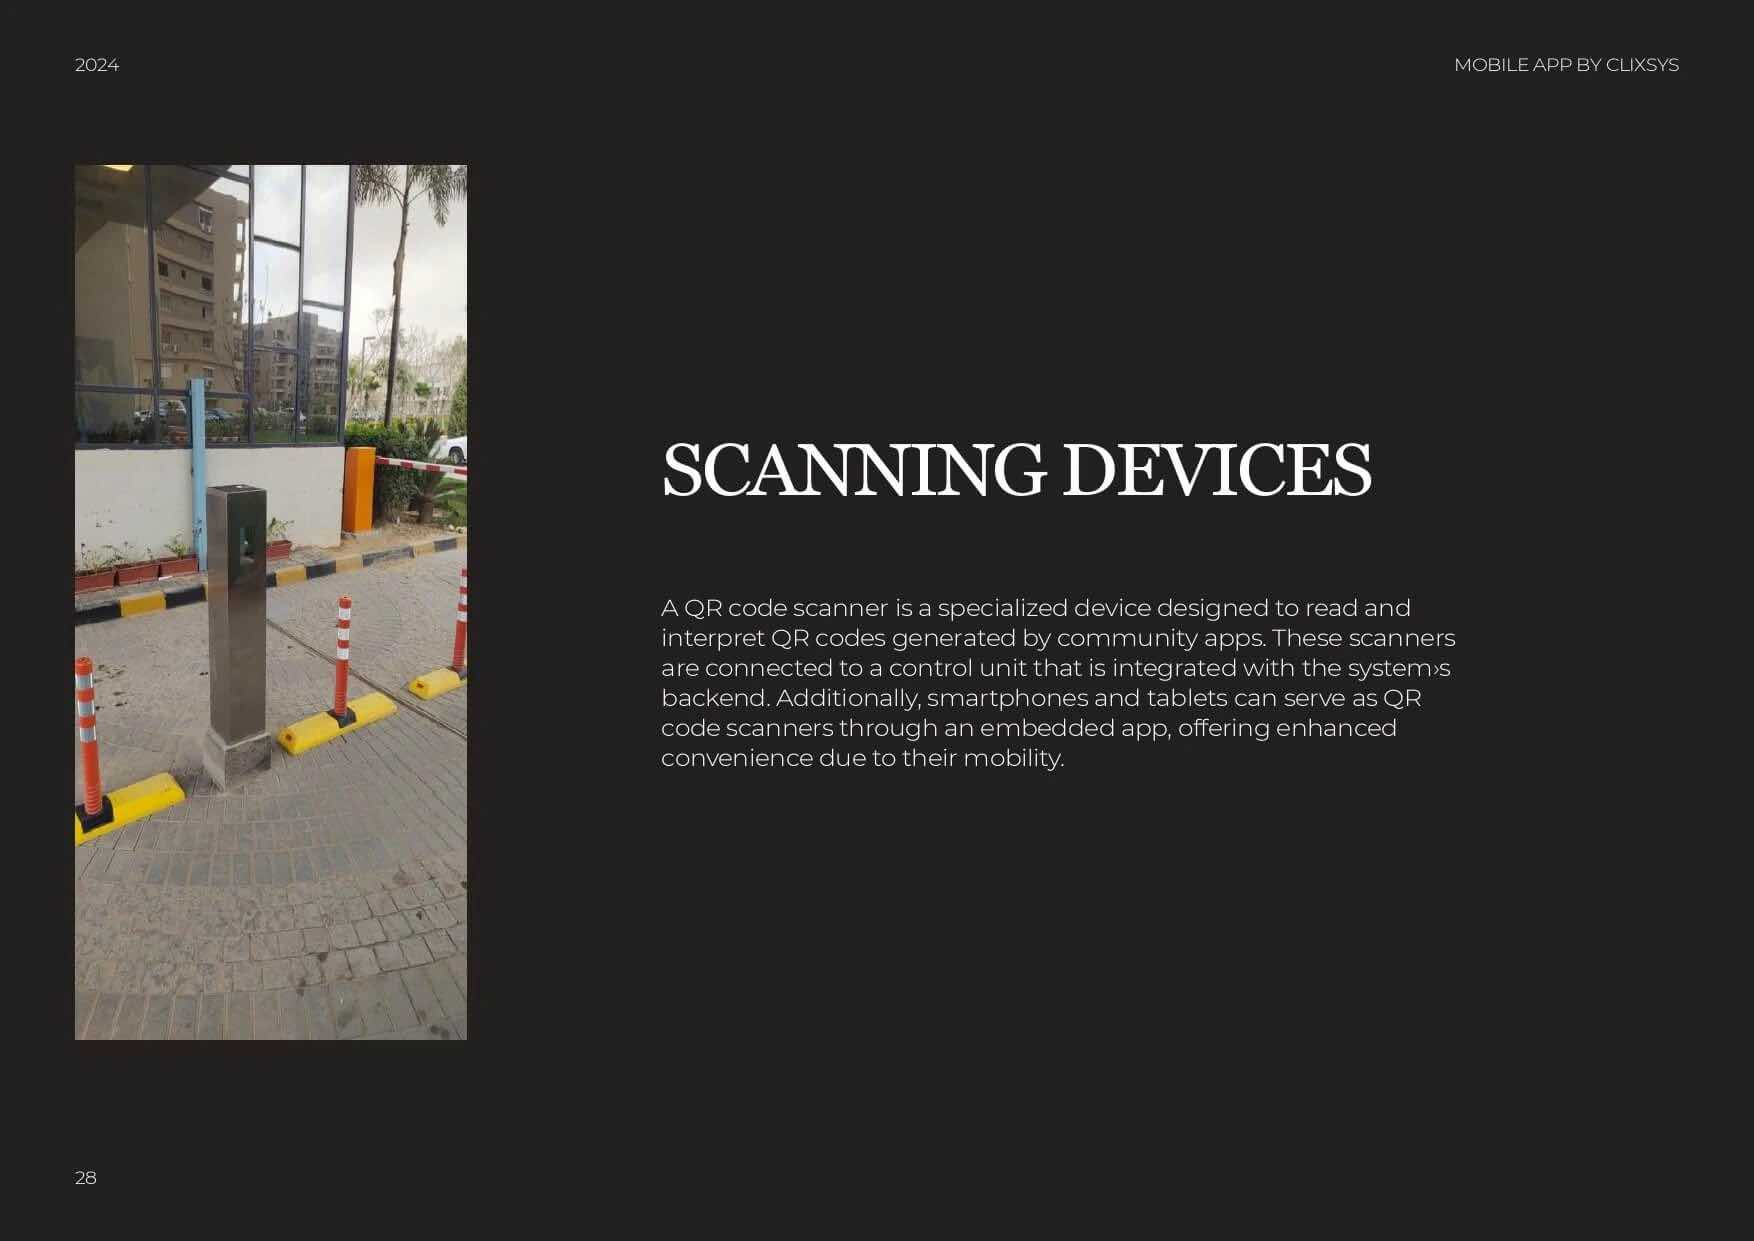 2024
MOBILE APP BY CLIXSYS
SCANNING DEVICES
A QR code scanner is a specialized device designed to read and
interpret QR codes generated by community apps. These scanners
are connected to a control unit that is integrated with the system›s
backend. Additionally, smartphones and tablets can serve as QR
code scanners through an embedded app, offering enhanced
convenience due to their mobility.
28